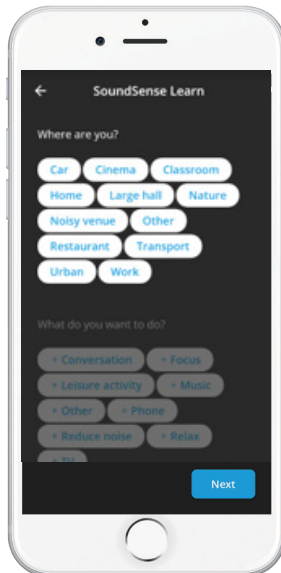 SoundSense Learn
Where are you?
Car Cinema Classroom
Home Large hall Nature
Noisy venue Other
Restaurant Transport
Urban Work
What do you want to do?
+ Conversation + Focus
+ Leisure activity + Music
+ Other + Phone
+ Reduce noise + Relax
+ TV
Next